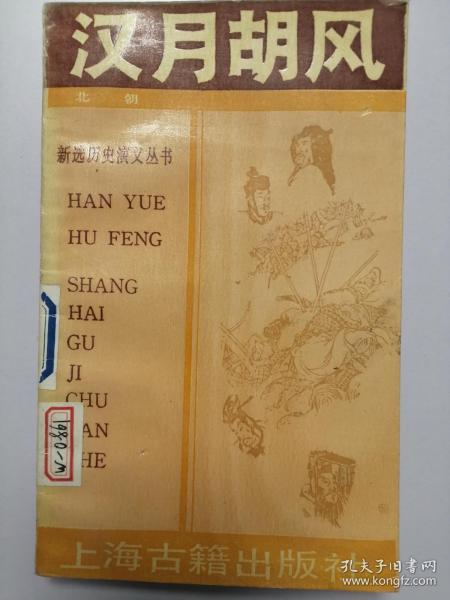 汉月胡风
北 朝
新选历史演义丛书
HAN YUE
HU FENG
SHANG
HAI
GU
JI
CHU
AN
HE
1980-M
上海古籍出版社
孔夫子旧书网
www.kongfz.com